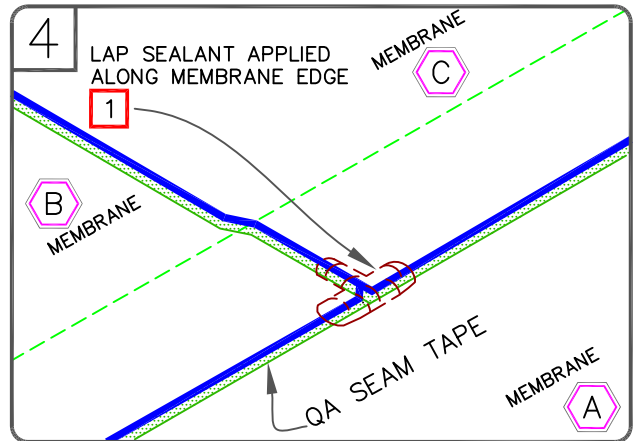 4
LAP SEALANT APPLIED
ALONG MEMBRANE EDGE
1
MEMBRANE
C
B
MEMBRANE
QA SEAM TAPE
MEMBRANE
A